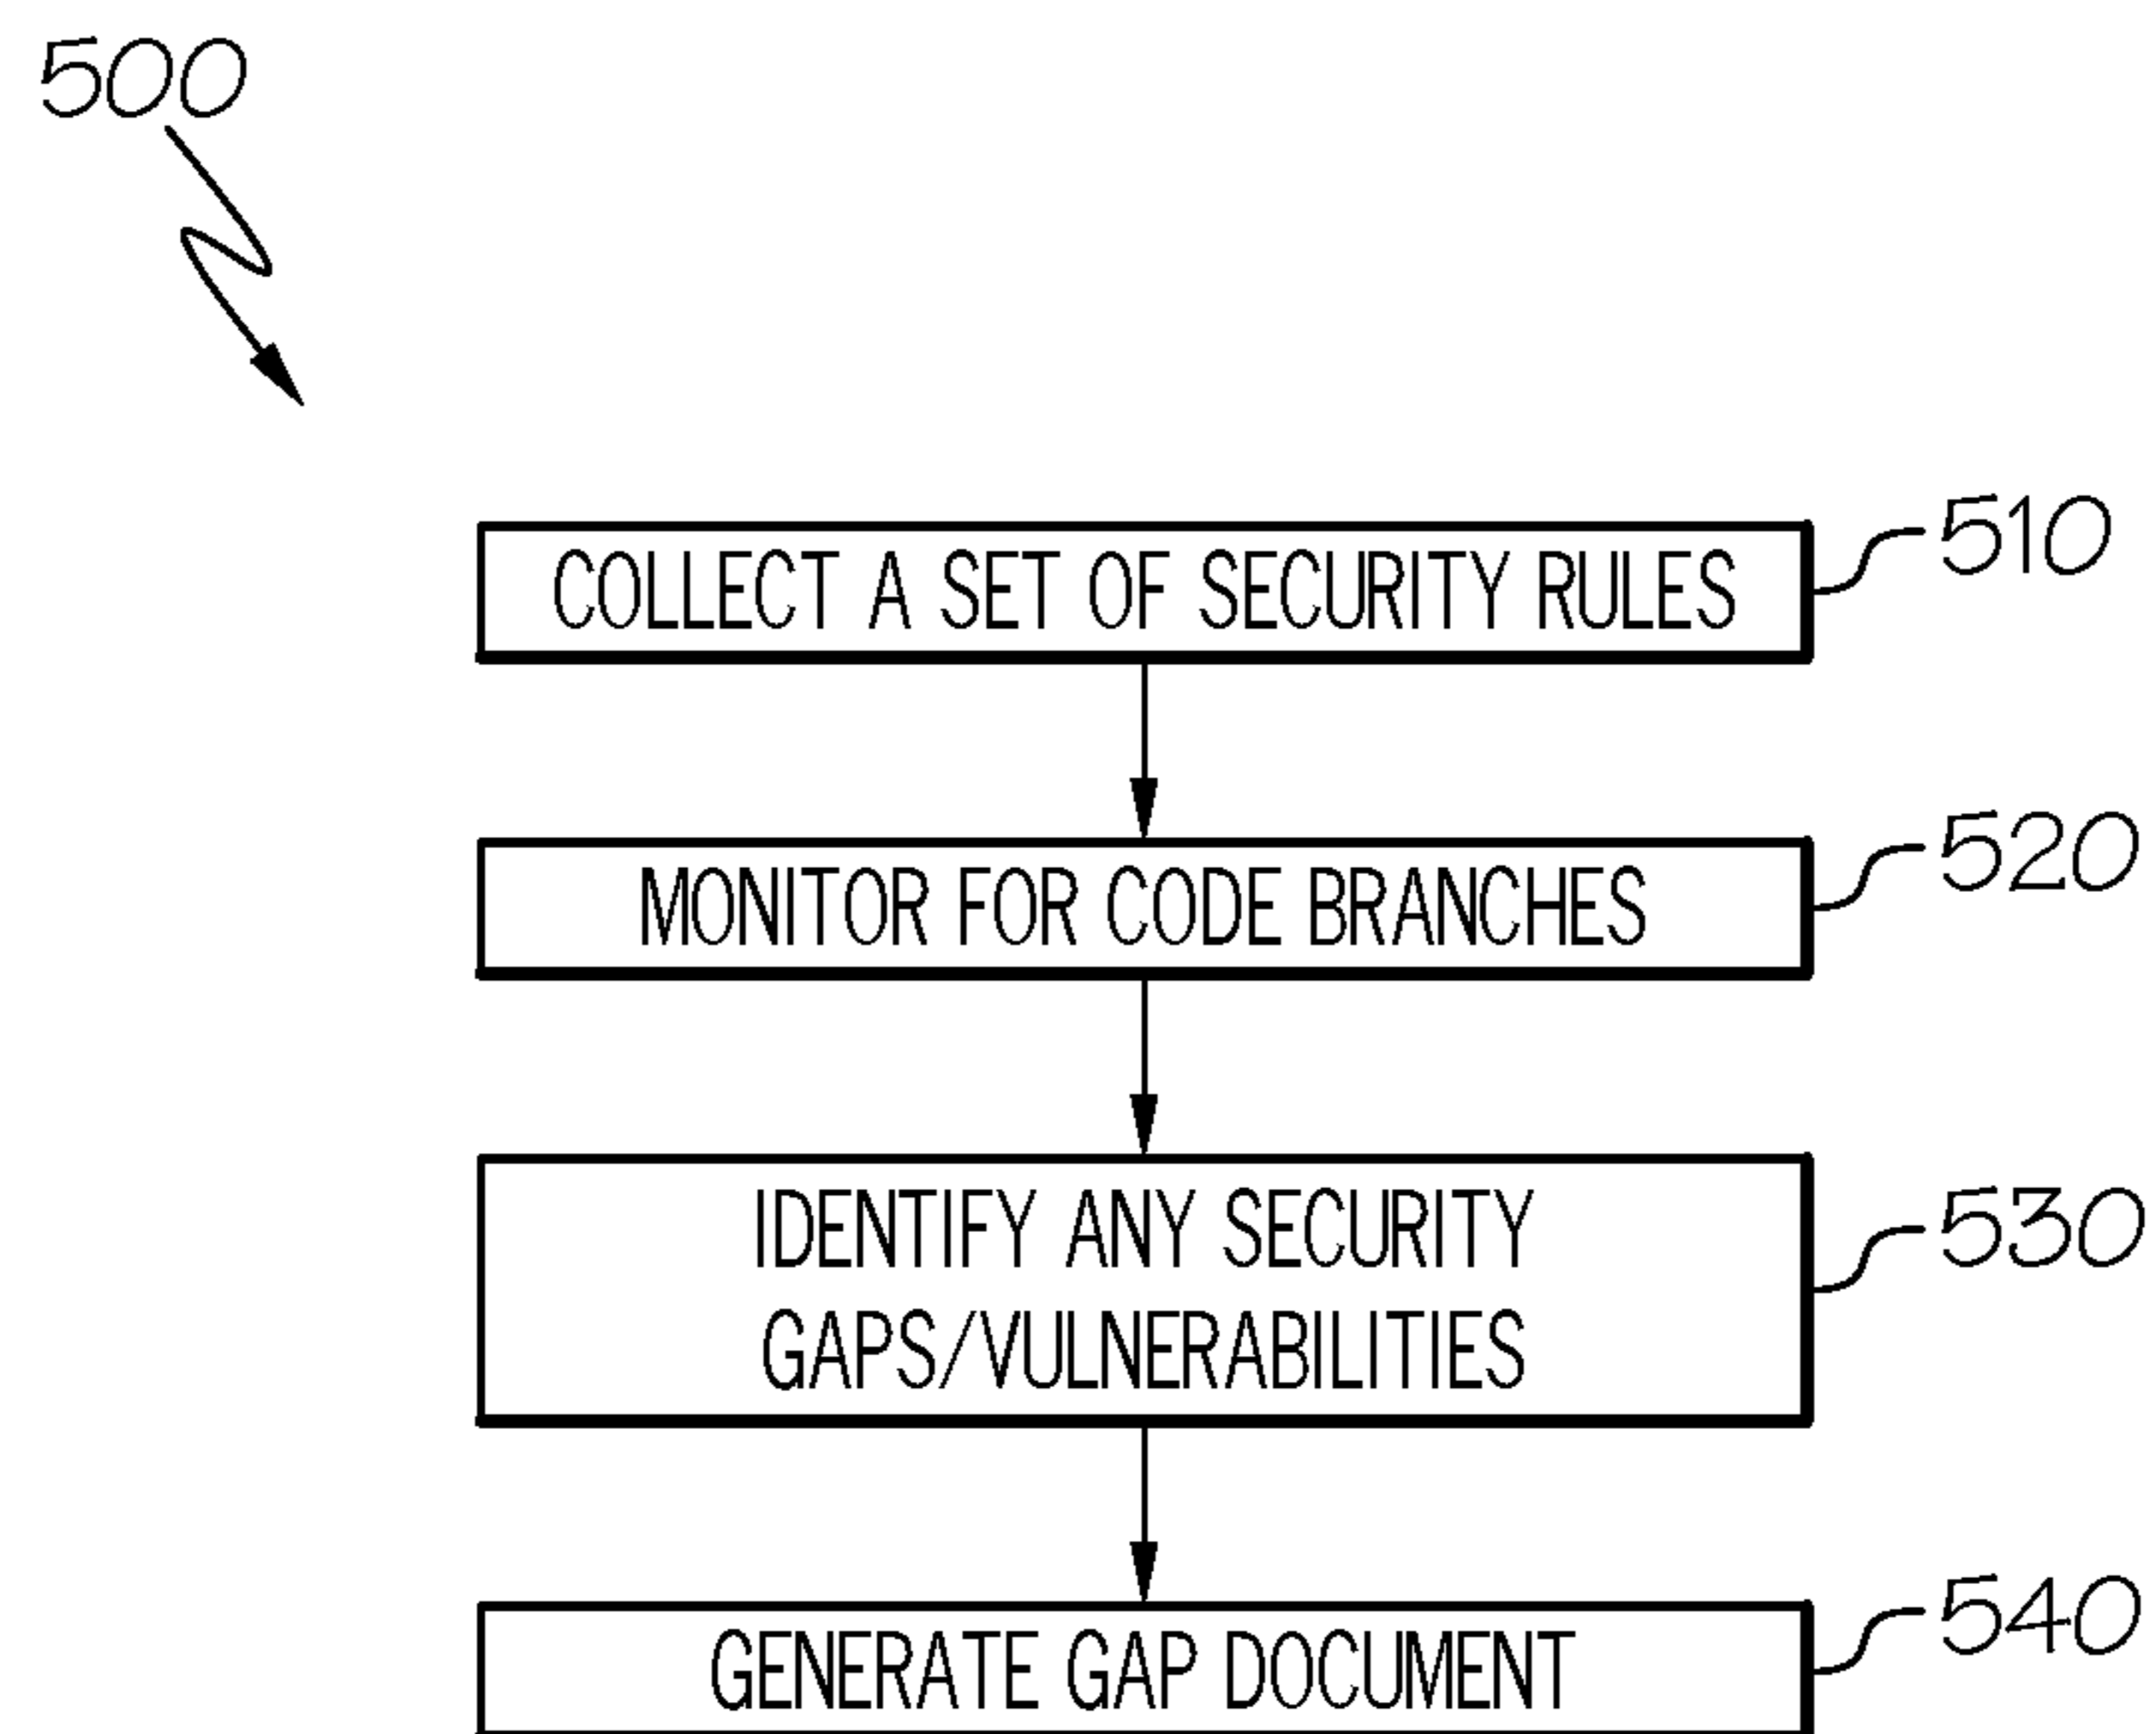 500
COLLECT A SET OF SECURITY RULES
510
MONITOR FOR CODE BRANCHES
520
IDENTIFY ANY SECURITY
GAPS/VULNERABILITIES
530
GENERATE GAP DOCUMENT
540